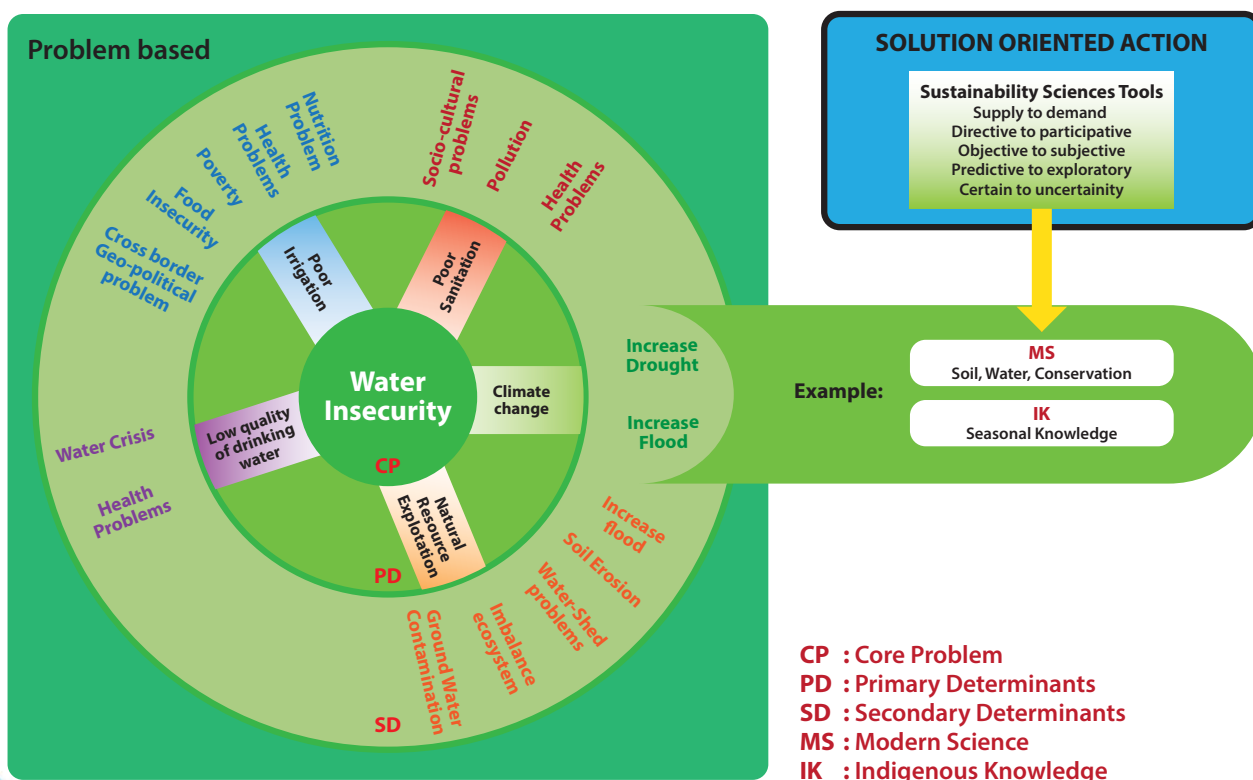 Problem based
Nutrition
Problem
Health
Problems
Poverty
Food
Insecurity
Cross border
Geo-political
problem
Socio-cultural
problems
Pollution
Health
Problems
Poor
Irrigation
Poor
Sanitation
Water
Insecurity
CP
Climate
change
Low quality
of drinking
water
Natural
Resource
Explotation
PD
Water Crisis
Health
Problems
Increase
Drought
Increase
Flood
Increase
flood
Soil Erosion
Water-Shed
problems
Imbalance
ecosystem
Ground Water
Contamination
SD
SOLUTION ORIENTED ACTION
Sustainability Sciences Tools
Supply to demand
Directive to participative
Objective to subjective
Predictive to exploratory
Certain to uncertainity
Example:
MS
Soil, Water, Conservation
IK
Seasonal Knowledge
CP : Core Problem
PD : Primary Determinants
SD : Secondary Determinants
MS : Modern Science
IK : Indigenous Knowledge